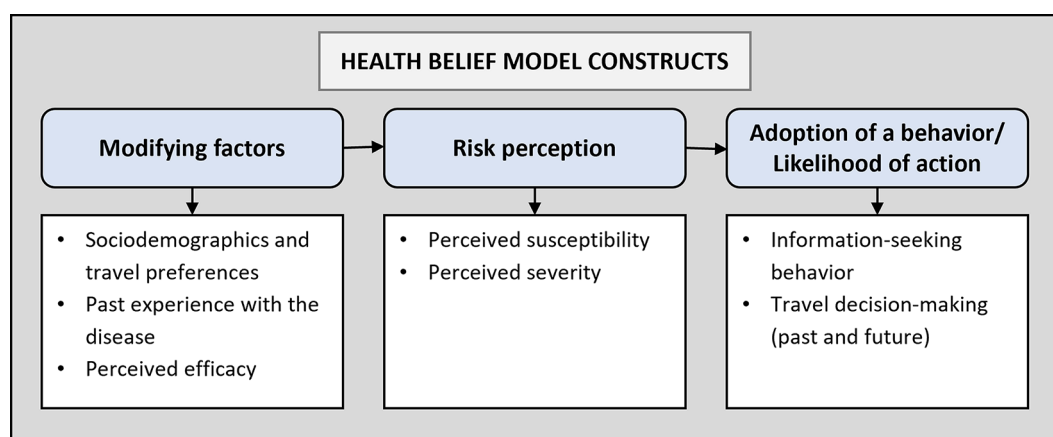 HEALTH BELIEF MODEL CONSTRUCTS
Modifying factors
Risk perception
Adoption of a behavior/
Likelihood of action
• Sociodemographics and
travel preferences
• Past experience with the
disease
• Perceived efficacy
• Perceived susceptibility
• Perceived severity
• Information-seeking
behavior
• Travel decision-making
(past and future)